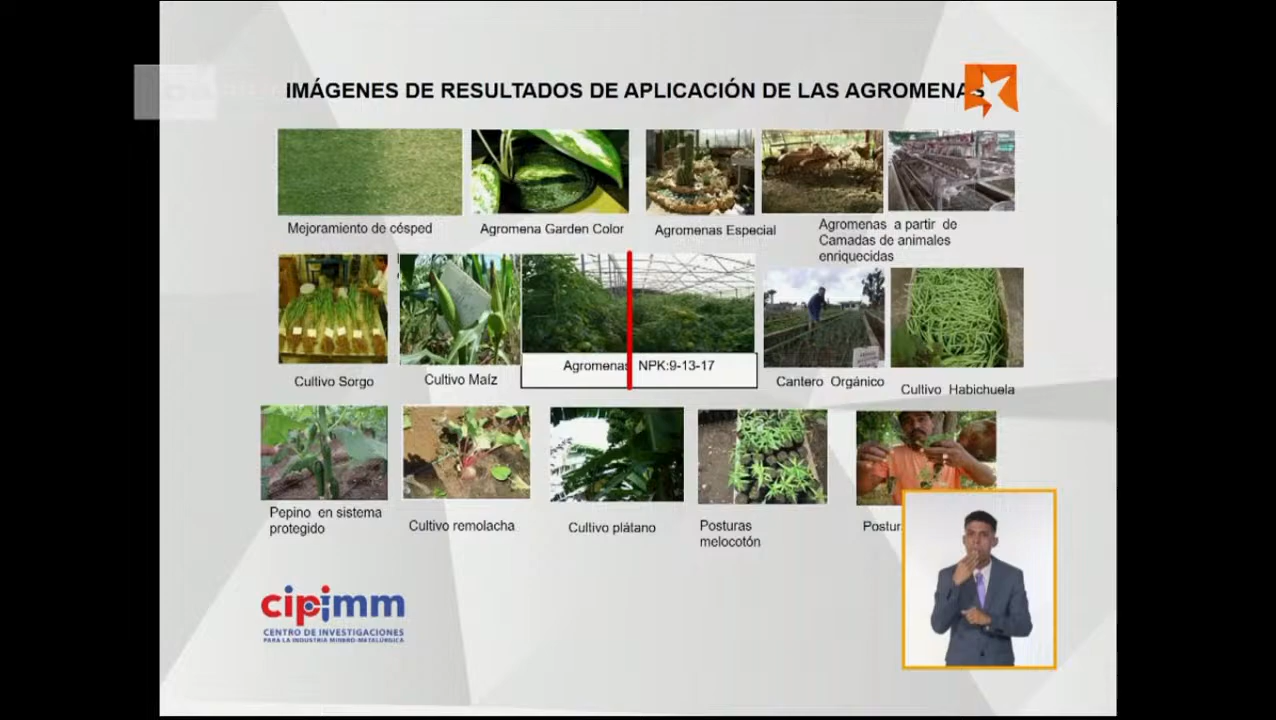 IMÁGENES DE RESULTADOS DE APLICACIÓN DE LAS AGROMENAS
Mejoramiento de césped
Agromena Garden Color
Agromenas Especial
Agromenas a partir de
Camadas de animales
enriquecidas
Cultivo Sorgo
Cultivo Maíz
Agromenas NPK:9-13-17
Cantero Orgánico
Cultivo Habichuela
Pepino en sistema
protegido
Cultivo remolacha
Cultivo plátano
Posturas
melocotón
Postur
cipimm
CENTRO DE INVESTIGACIONES
PARA LA INDUSTRIA MINERO-METALÚRGICA